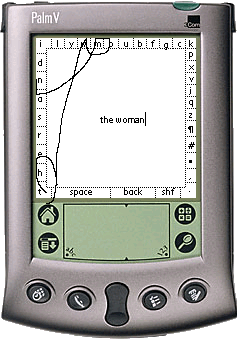 PalmV
3Com
i l u b f g c k
d
n
a
s
r
e
h
p
x
j
q
z
¶
#
the woman
space back shf